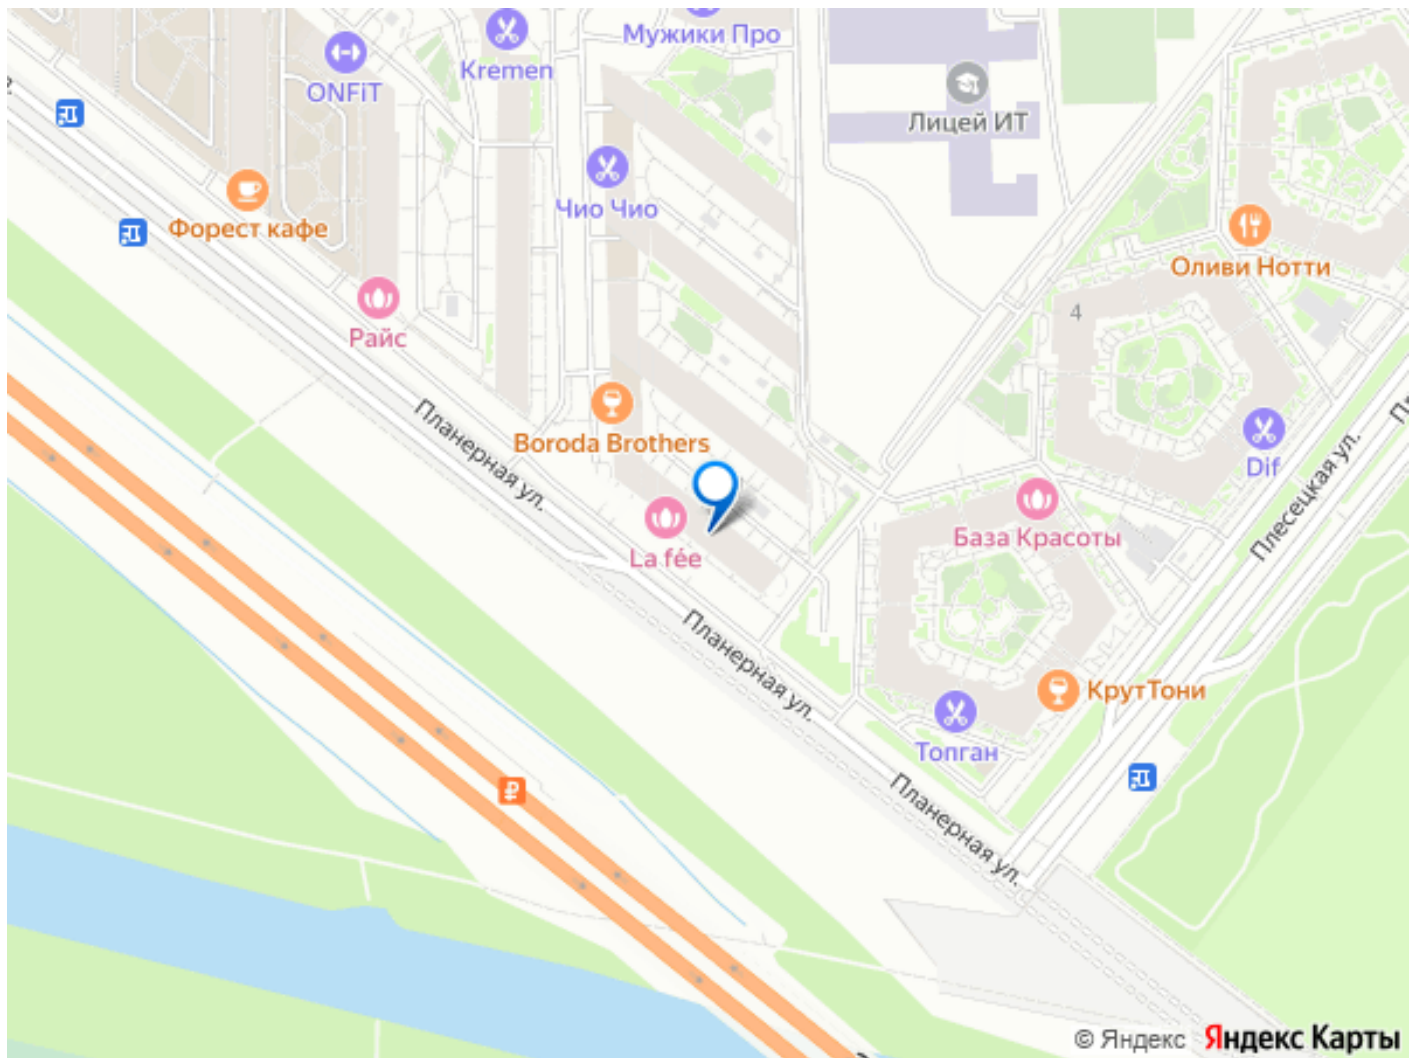 Мужики Про
Kremen
ONFiT
Лицей ИТ
Чио Чио
Форест кафе
Оливи Нотти
4
Райс
Планерная ул.
Boroda Brothers
Dif
Плесецкая ул.
База Красоты
La fée
Планерная ул.
КрутТони
Топган
Планерная ул.
© Яндекс Яндекс Карты